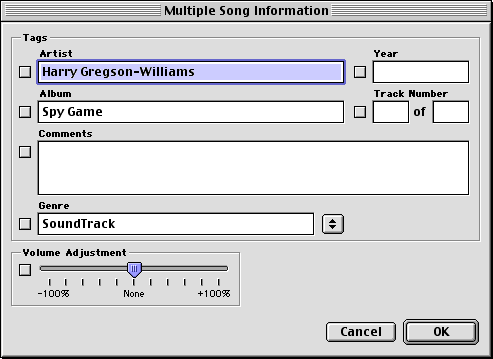 Multiple Song Information
Tags
Artist
Year
Harry Gregson-Williams
Album
Track Number
Spy Game
of
Comments
Genre
SoundTrack
Volume Adjustment
-100% None +100%
Cancel OK